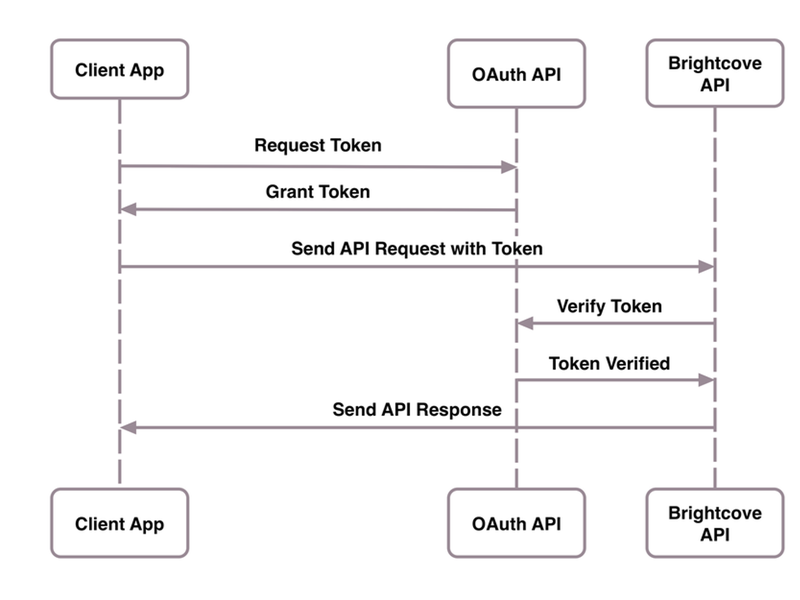 Client App
OAuth API
Brightcove
API
Request Token
Grant Token
Send API Request with Token
Verify Token
Token Verified
Send API Response
Client App
OAuth API
Brightcove
API